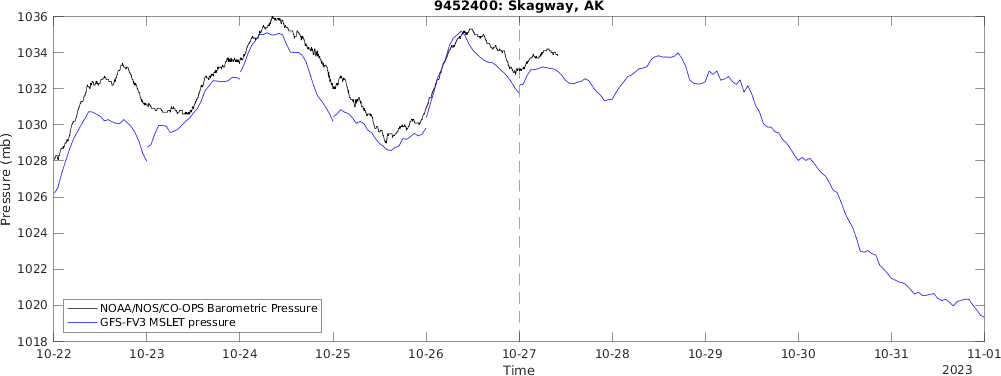 9452400: Skagway, AK
Pressure (mb)
1036
1034
1032
1030
1028
1026
1024
1022
1020
1018
NOAA/NOS/CO-OPS Barometric Pressure
GFS-FV3 MSLET pressure
10-22 10-23 10-24 10-25 10-26 10-27 10-28 10-29 10-30 10-31 11-01
Time
2023